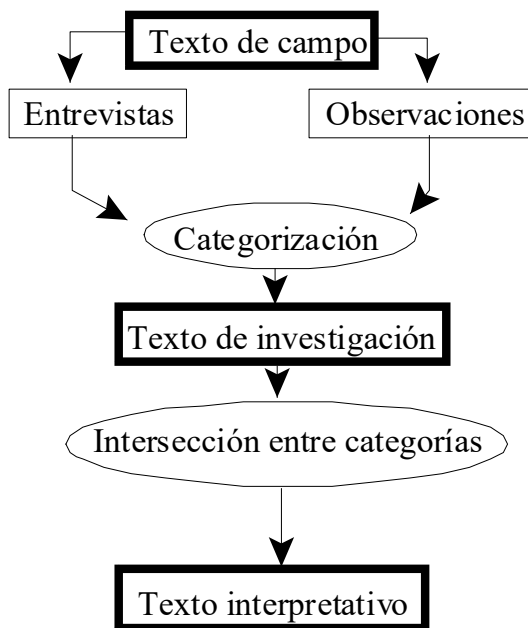 Texto de campo
Entrevistas
Observaciones
Categorización
Texto de investigación
Intersección entre categorías
Texto interpretativo